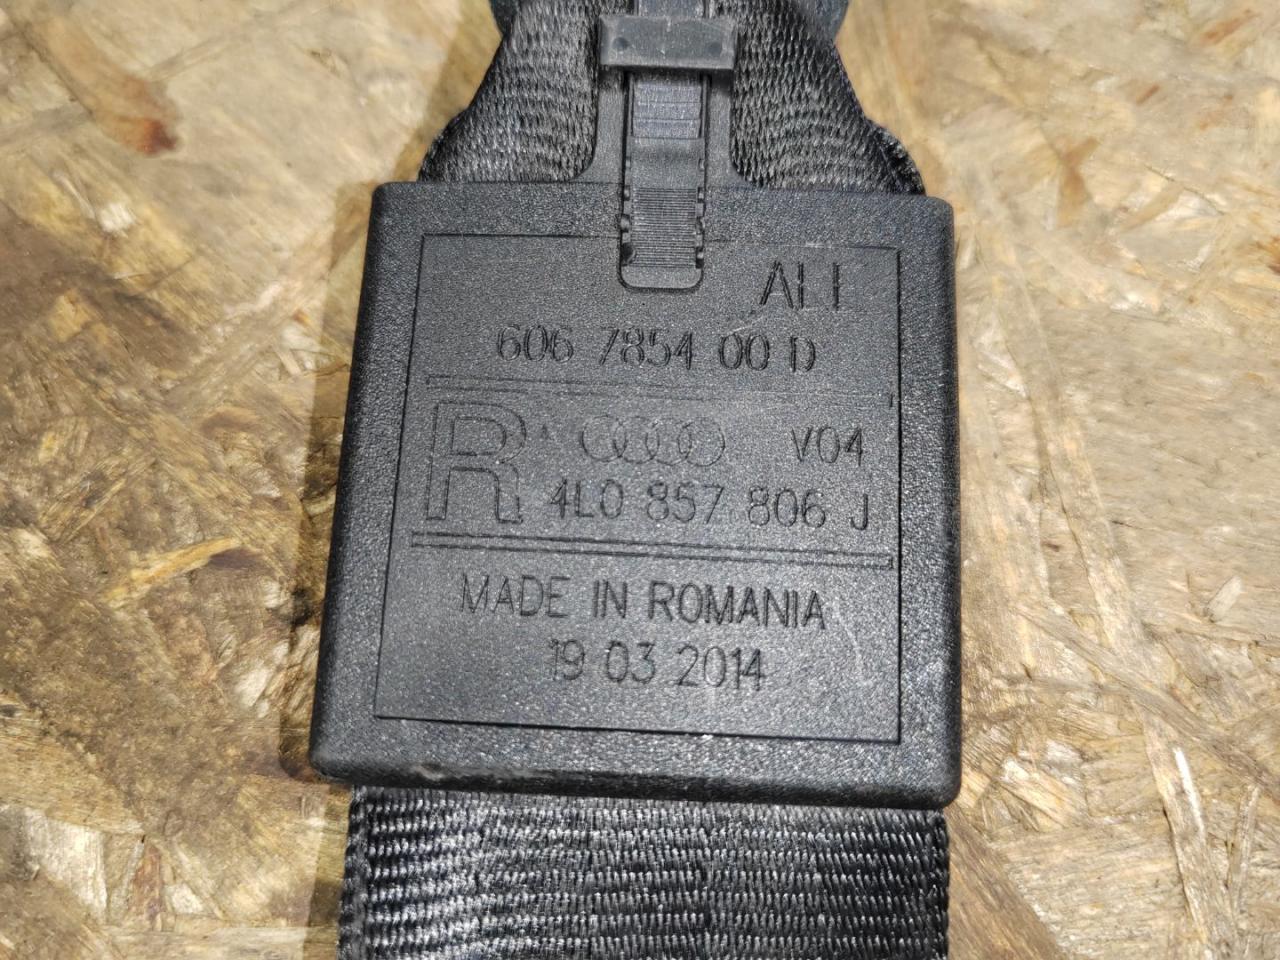 ALI
606 7854 00 D
R V04
4L0 857 806 J
MADE IN ROMANIA
19 03 2014